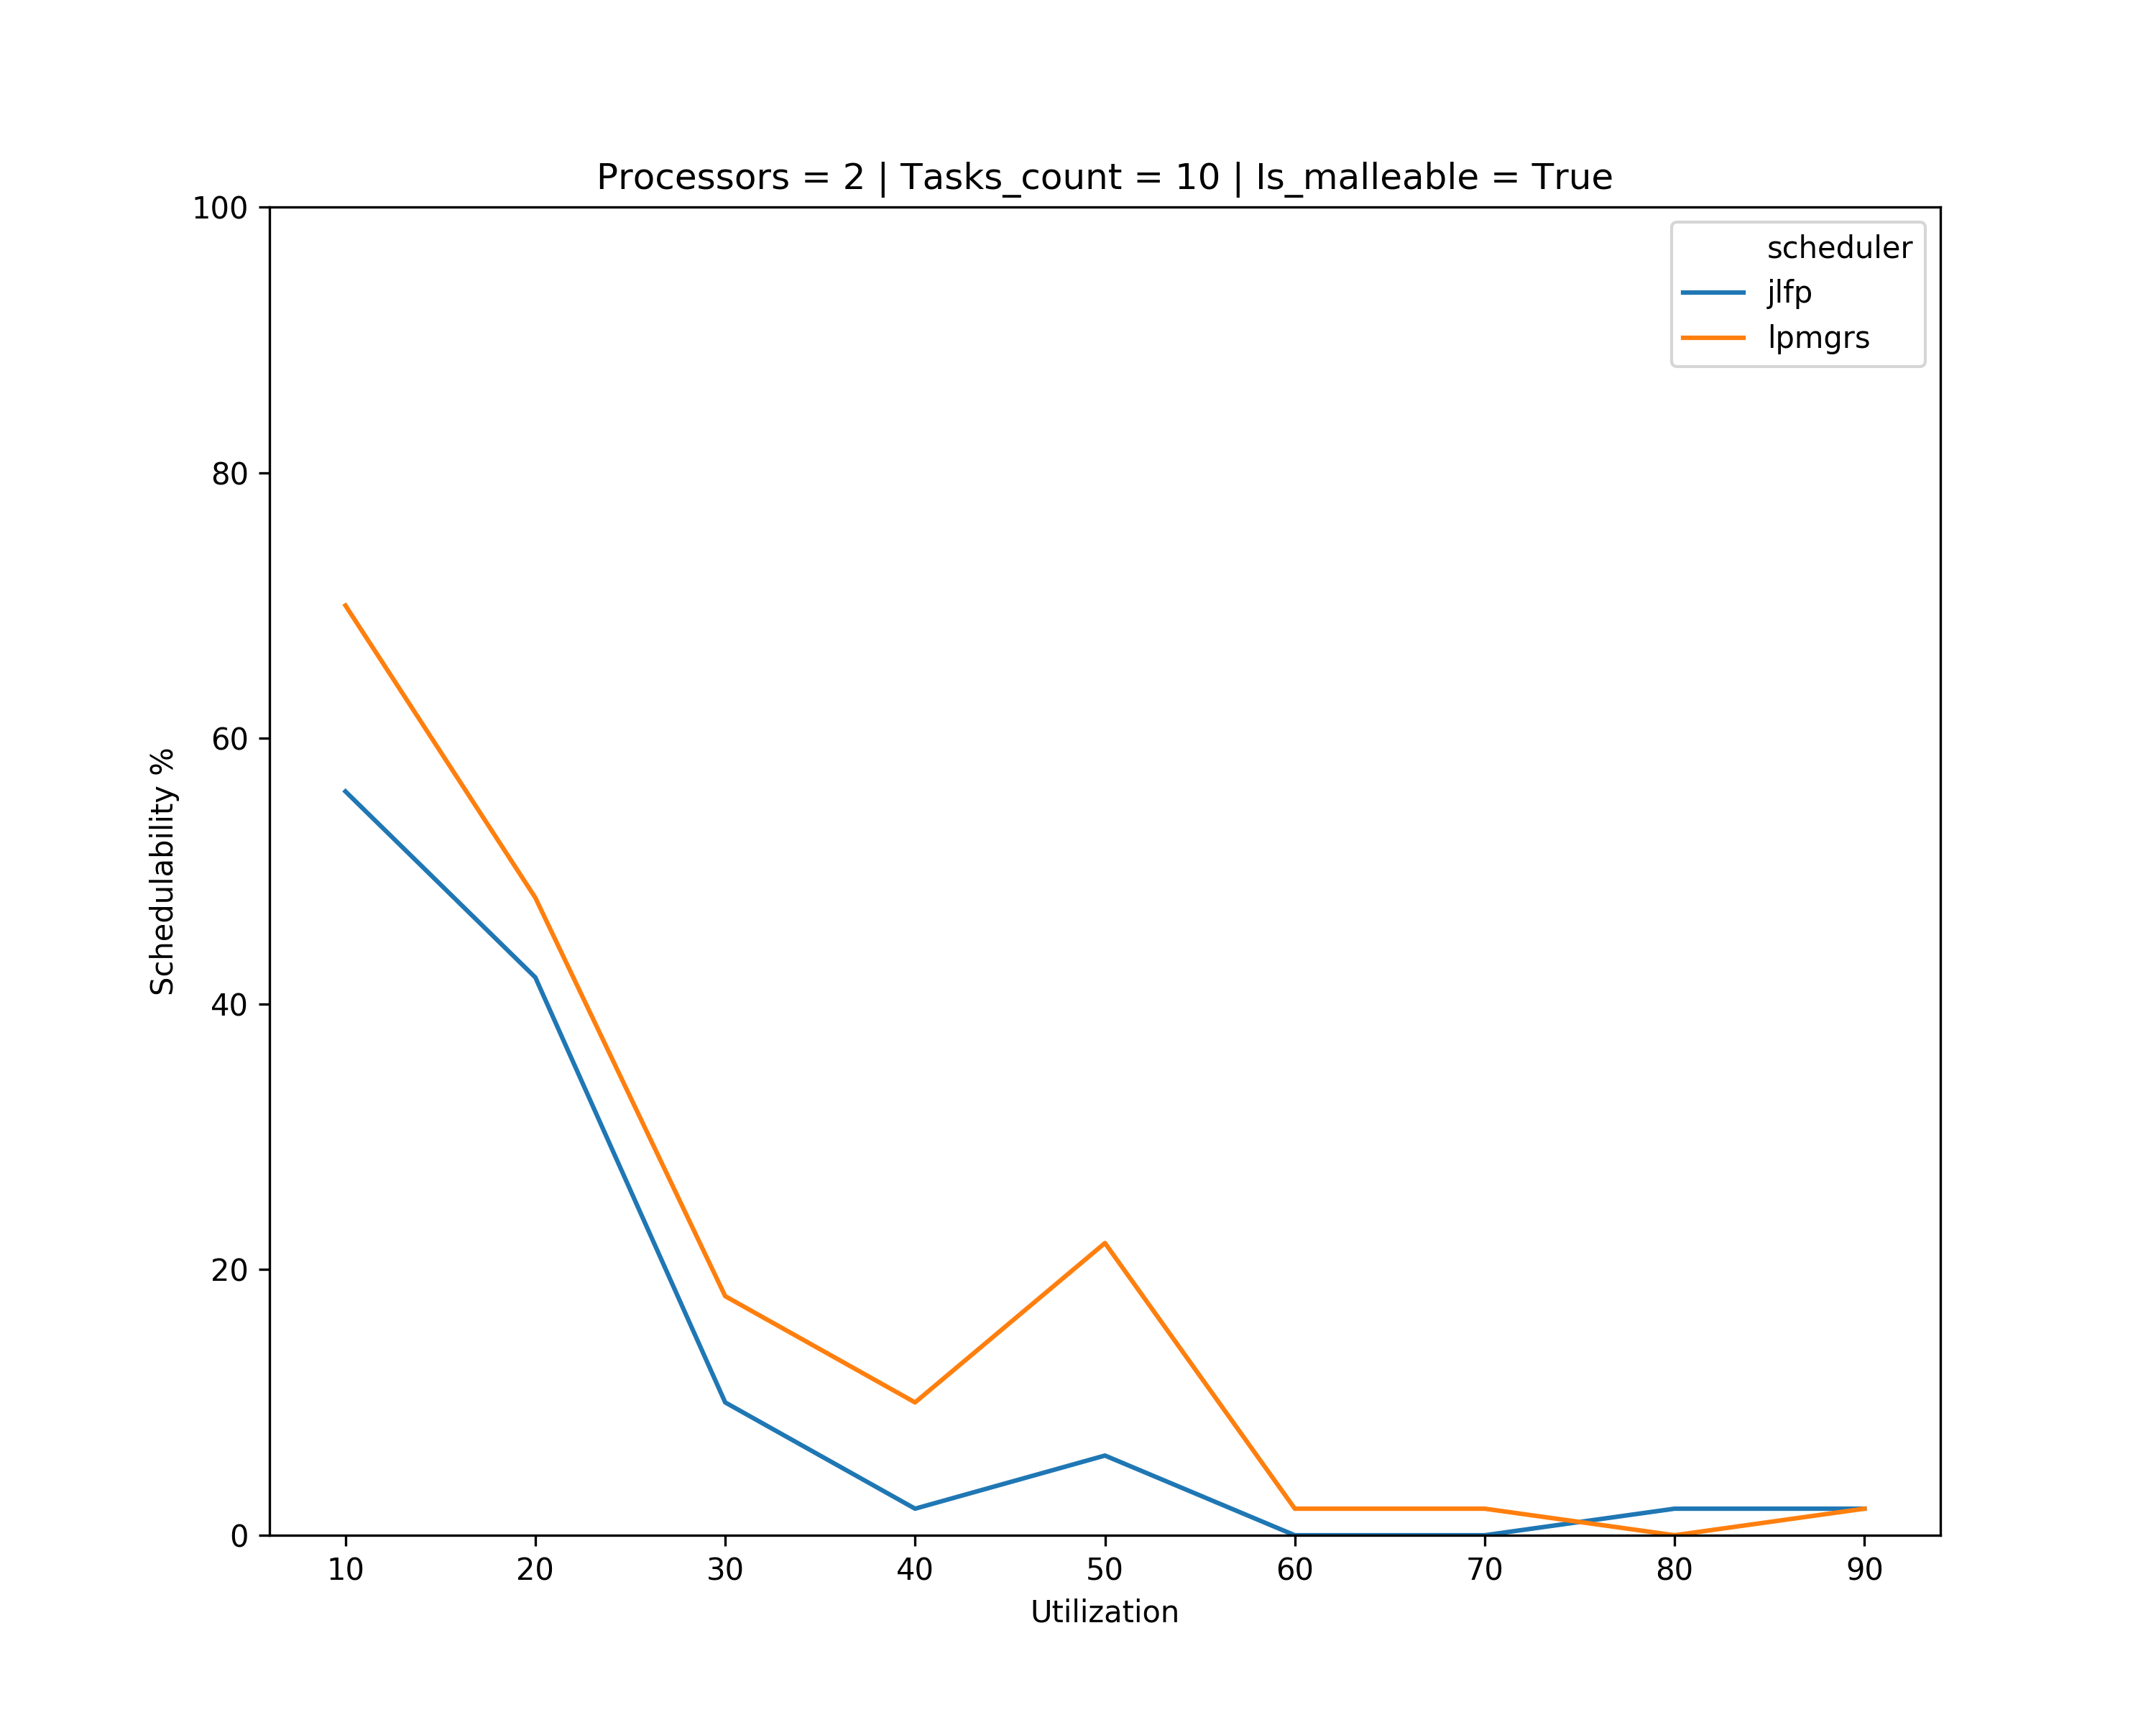 Processors = 2 | Tasks_count = 10 | Is_malleable = True
scheduler
jlfp
lpmgrs
Schedulability %
100
80
60
40
20
0
10 20 30 40 50 60 70 80 90
Utilization